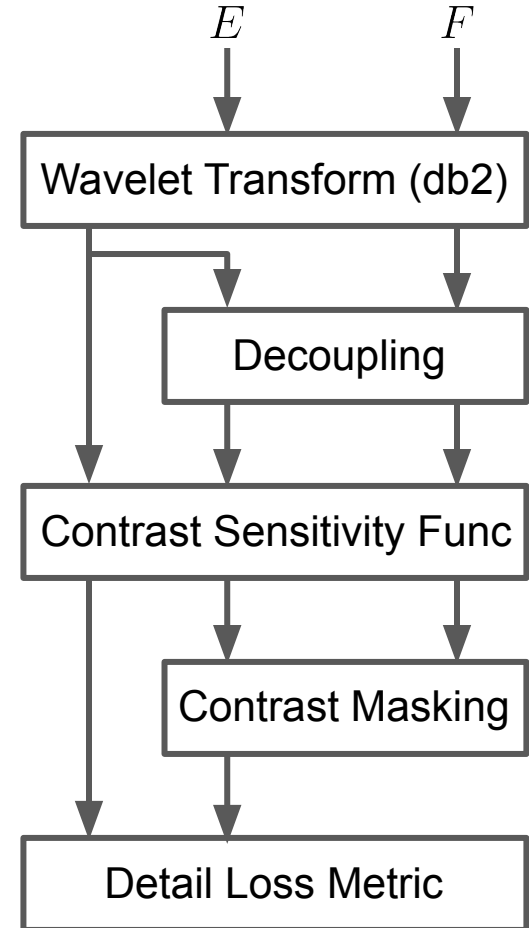 E F
Wavelet Transform (db2)
Decoupling
Contrast Sensitivity Func
Contrast Masking
Detail Loss Metric